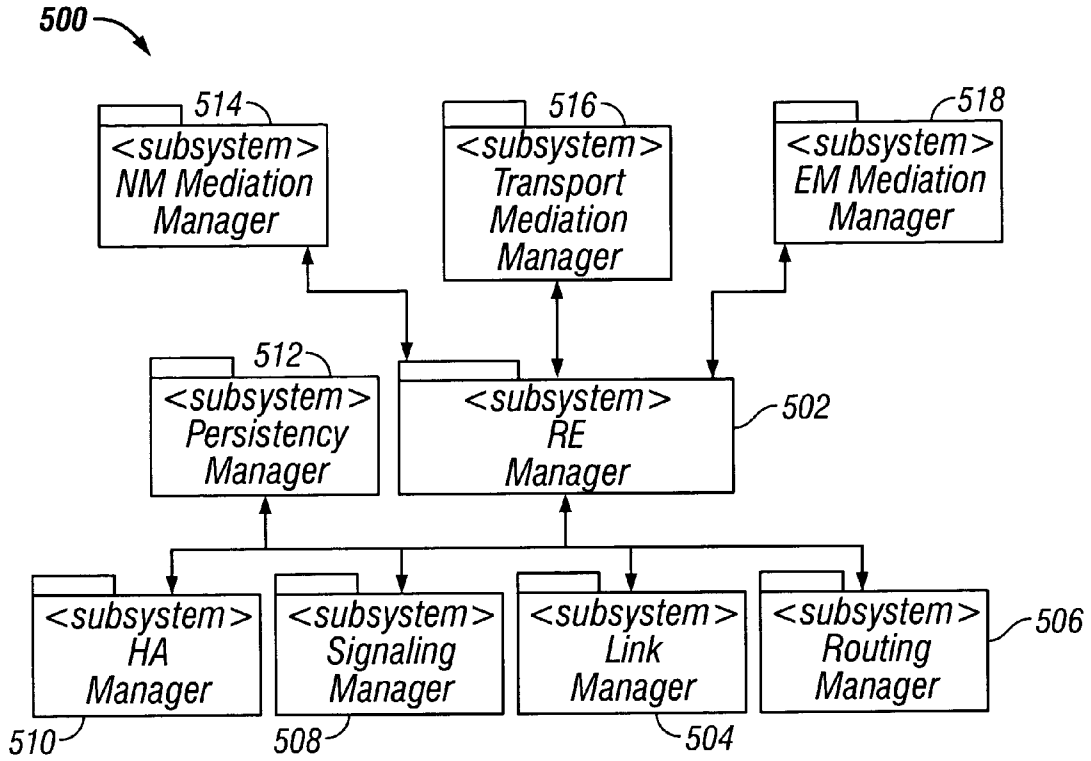 500
514
<subsystem>
NM Mediation
Manager
516
<subsystem>
Transport
Mediation
Manager
518
<subsystem>
EM Mediation
Manager
512
<subsystem>
Persistency
Manager
<subsystem>
RE
Manager
502
<subsystem>
HA
Manager
510
<subsystem>
Signaling
Manager
508
<subsystem>
Link
Manager
504
<subsystem>
Routing
Manager
506